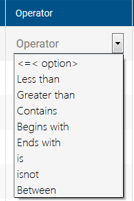 Operator
Operator
<=< option>
Less than
Greater than
Contains
Begins with
Ends with
is
isnot
Between